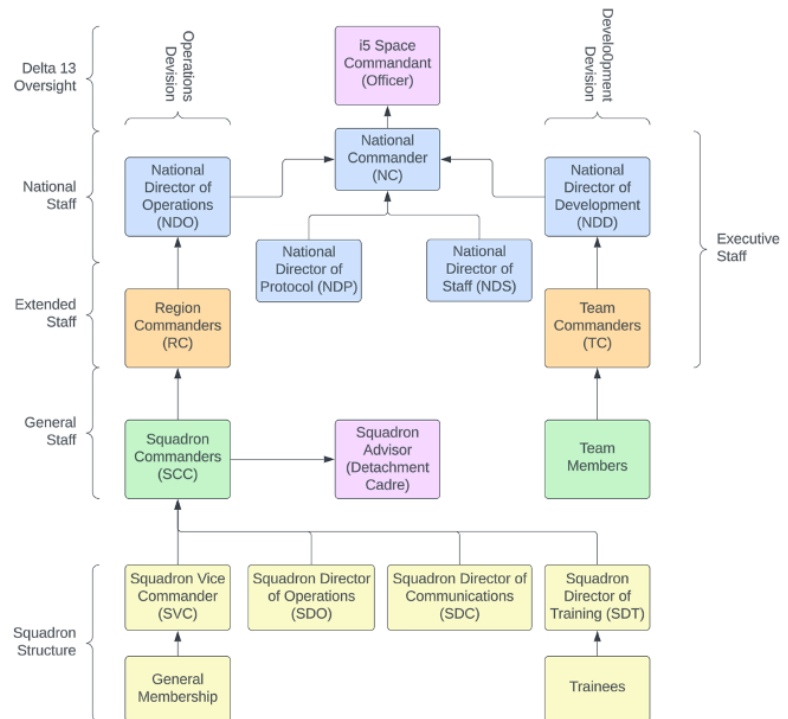 Operations
Devision
i5 Space
Commandant
(Officer)
Develo0pment
Devision
Delta 13
Oversight
National
Commander
(NC)
National
Director of
Operations
(NDO)
National
Director of
Development
(NDD)
National
Staff
National
Director of
Protocol (NDP)
National
Director of
Staff (NDS)
Executive
Staff
Extended
Staff
Region
Commanders
(RC)
Team
Commanders
(TC)
General
Staff
Squadron
Commanders
(SCC)
Squadron
Advisor
(Detachment
Cadre)
Team
Members
Squadron Vice
Commander
(SVC)
Squadron Director
of Operations
(SDO)
Squadron Director of
Communications
(SDC)
Squadron
Director of
Training (SDT)
Squadron
Structure
General
Membership
Trainees